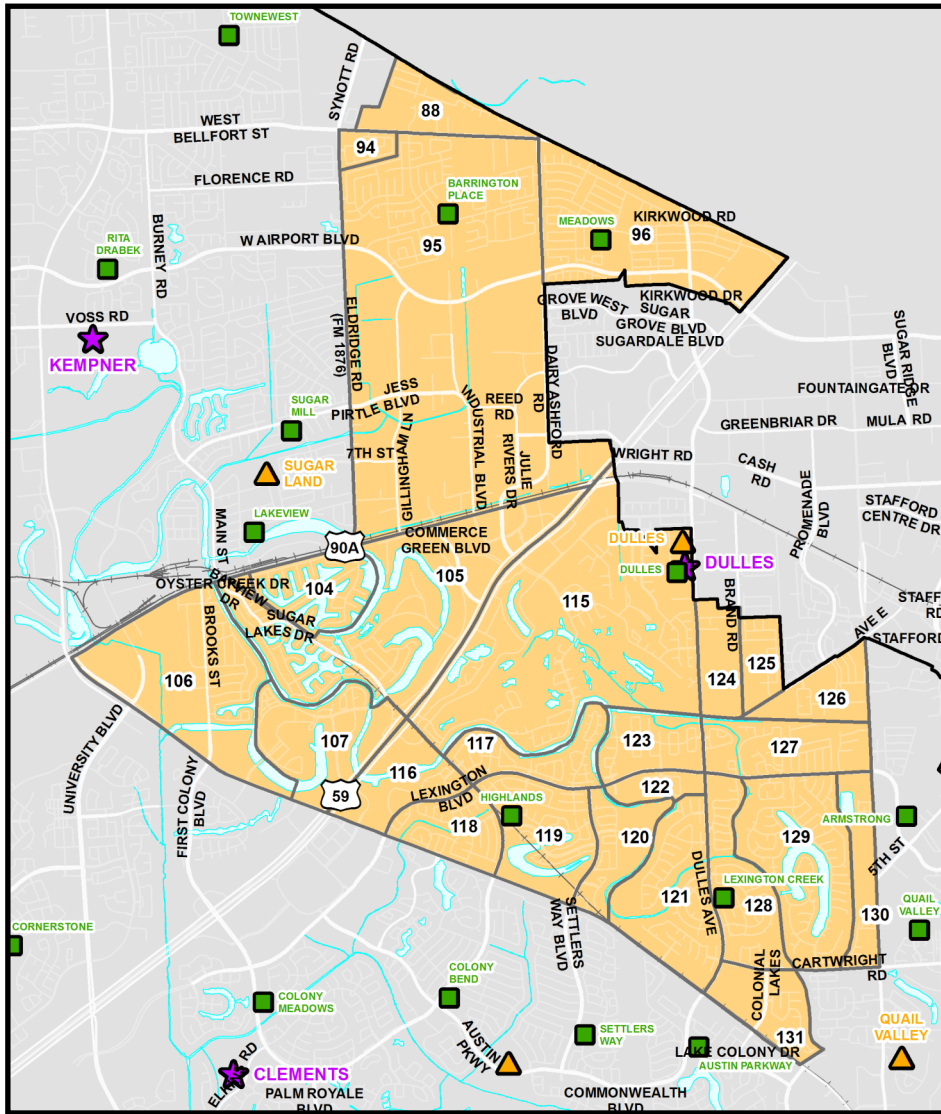 TOWNEWEST
SYNOTT RD
88
WEST
BELLFORT ST
94
FLORENCE RD
BARRINGTON
PLACE
KIRKWOOD RD
MEADOWS
96
BURNEY RD
RITA
DRABEK
W AIRPORT BLVD
95
ELDRIDGE RD
(FM 1876)
GROVE WEST
BLVD
KIRKWOOD DR
SUGAR
GROVE BLVD
SUGARDALE BLVD
VOSS RD
KEMPNER
SUGAR RIDGE
BLVD
DAIRY ASHFORD
RD
JESS
PIRTLE BLVD
FOUNTAINGATE DR
INDUSTRIAL BLVD
REED
RD
GILLINGHAM LN
JULIE
RIVERS DR
SUGAR
MILL
GREENBRIAR DR
MULA RD
7TH ST
WRIGHT RD
SUGAR
LAND
CASH
RD
PROMENADE
BLVD
STAFFORD
CENTRE DR
MAIN ST
LAKEVIEW
90A
COMMERCE
GREEN BLVD
DULLES
DULLES
DULLES
OYSTER CREEK DR
BAYVIEW
DR
104
105
115
BRAND RD
STAFF
RD
AVE E
STAFFORD
BROOKS ST
SUGAR
LAKES DR
106
124
125
126
UNIVERSITY BLVD
107
117
123
127
116
122
59
LEXINGTON
BLVD
FIRST COLONY
BLVD
HIGHLANDS
118
119
120
129
ARMSTRONG
5TH ST
DULLES AVE
121
LEXINGTON CREEK
128
130
QUAIL
VALLEY
SETTLERS
WAY BLVD
CORNERSTONE
COLONIAL
LAKES
CARTWRIGHT
RD
COLONY
BEND
COLONY
MEADOWS
AUSTIN
PKWY
SETTLERS
WAY
131
LAKE COLONY DR
AUSTIN PARKWAY
QUAIL
VALLEY
RD
CLEMENTS
PALM ROYALE
BLVD
COMMONWEALTH
BLVD